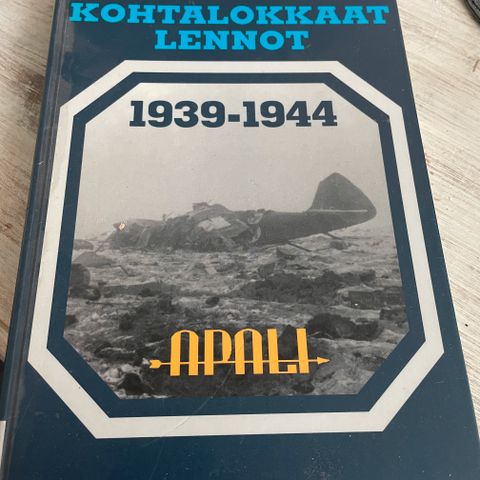 KOHTALOKKAAT
LENNOT
1939-1944
APALI